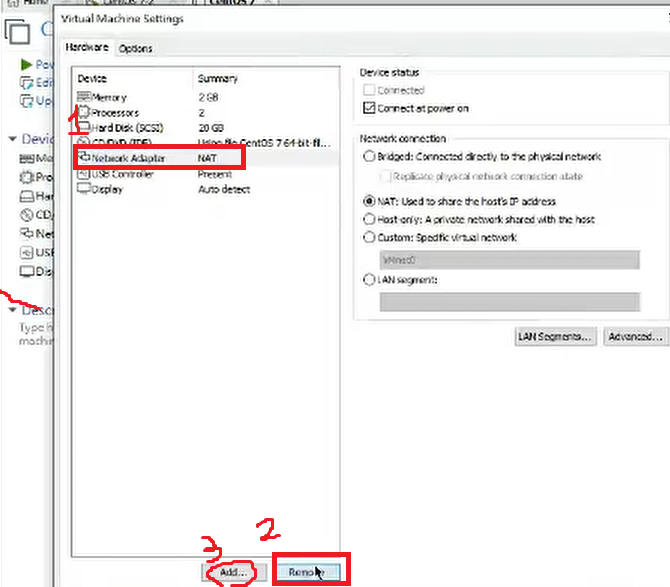 Home
CentOS 7-2
CentOS 7
Virtual Machine Settings
Hardware
Options
Device
Summary
Memory
2 GB
Processors
2
Hard Disk (SCSI)
20 GB
CD/DVD (IDE)
Using file CentOS 7 64-bit-fil...
Network Adapter
NAT
USB Controller
Present
Display
Auto detect
1
Device status
Connected
Connect at power on
Network connection
Bridged: Connected directly to the physical network
Replicate physical network connection state
NAT: Used to share the host's IP address
Host-only: A private network shared with the host
Custom: Specific virtual network
VMnet0
LAN segment:
LAN Segments...
Advanced...
C
Pow
Edit
Up
Devi
Me
Pro
Har
CD/
Net
USB
Dis
Desc
Type h
machin
3
2
Add...
Remove